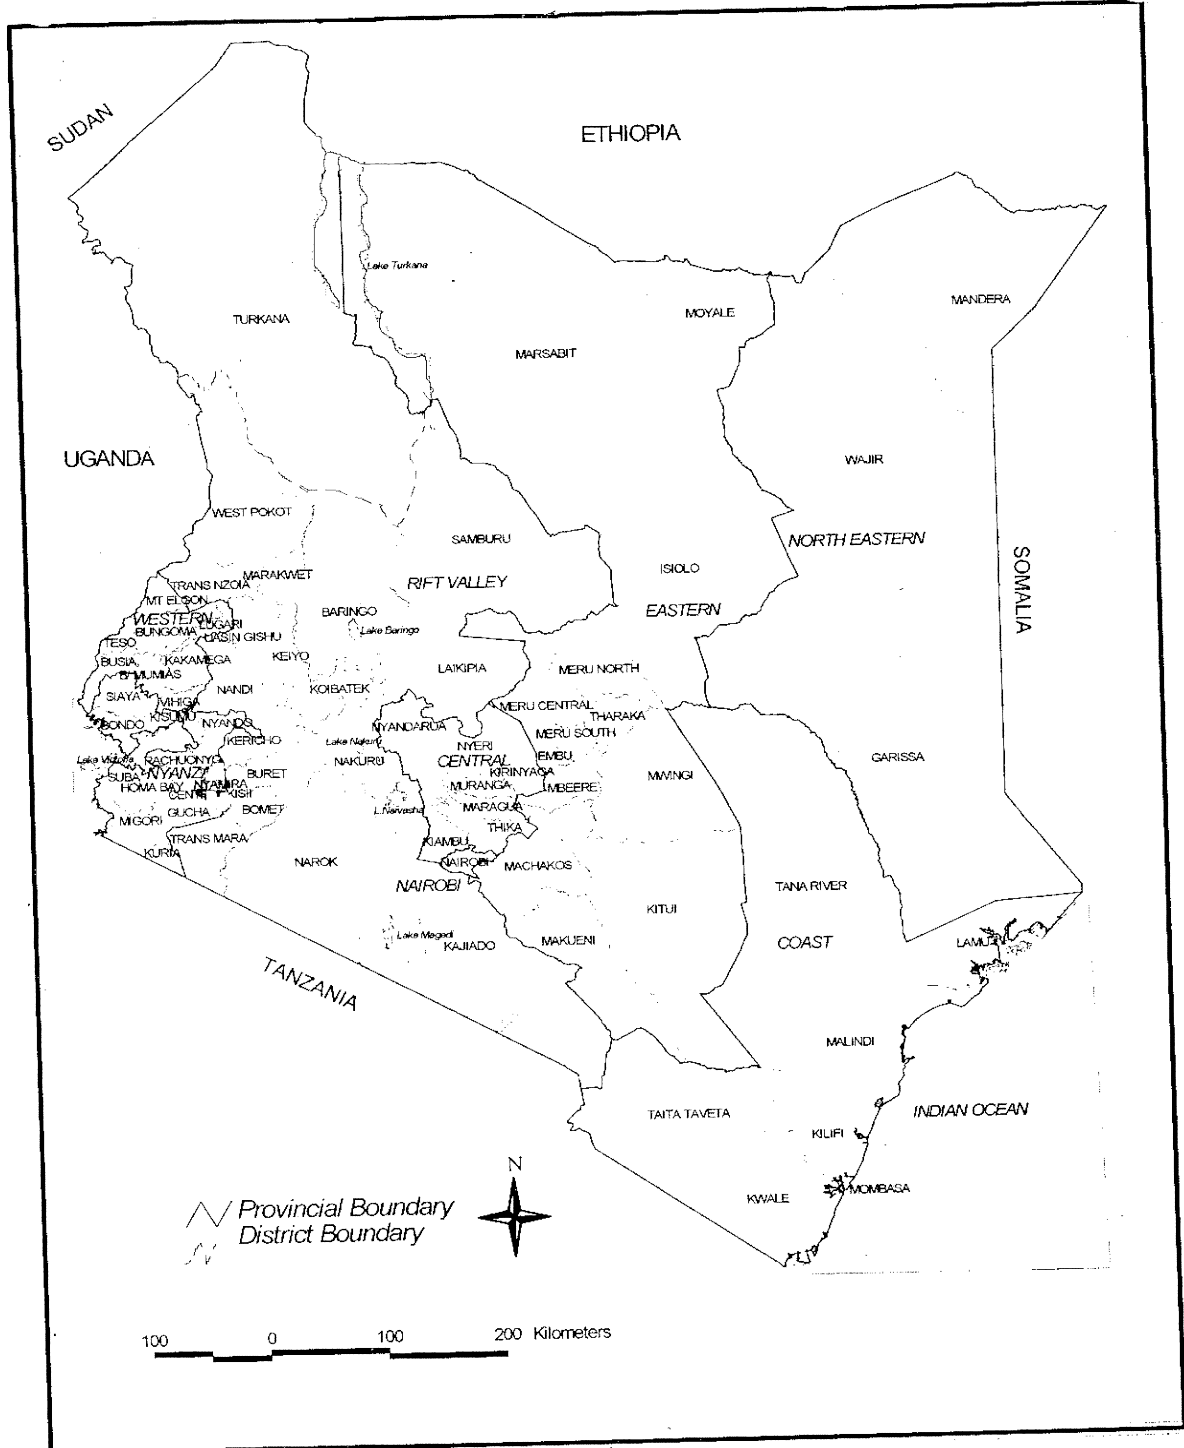 SUDAN
ETHIOPIA
Lake Turkana
MANDERA
MOYALE
TURKANA
MARSABIT
UGANDA
WAJIR
WEST POKOT
SAMBURU
NORTH EASTERN
SOMALIA
ISIOLO
MARAKWET
TRANS NZOIA
RIFT VALLEY
MT ELGON
EASTERN
BARINGO
WESTERN
LUGARI
BUNGOMA
Lake Baringo
UASIN GISHU
TESO
KEIYO
BUSIA
KAKAMEGA
LAIKIPIA
MERU NORTH
B/MUMIAS
NANDI
KOIBATEK
SIAYA
VIHIGA
MERU CENTRAL
KISUMU
THARAKA
BONDO
NYANDO
NYANDARUA
MERU SOUTH
KERICHO
Lake Nakuru
NYERI
EMBU
GARISSA
Lake Victoria
RACHUONYO
NAKURU
CENTRAL
SUBA
NYANZA
BURET
KIRINYAGA
MWINGI
HOMA BAY
NYAMIRA
MURANGA
MBEERE
KISII
CENT
L.Naivasha
MARAGUA
GUCHA
BOMET
MIGORI
THIKA
TRANS MARA
KIAMBU
KURIA
NAROK
NAIROBI
MACHAKOS
NAIROBI
TANA RIVER
KITUI
Lake Magadi
KAJIADO
MAKUENI
COAST
LAMU
TANZANIA
MALINDI
INDIAN OCEAN
TAITA TAVETA
KILIFI
N
KWALE
MOMBASA
Provincial Boundary
District Boundary
100 0 100 200 Kilometers